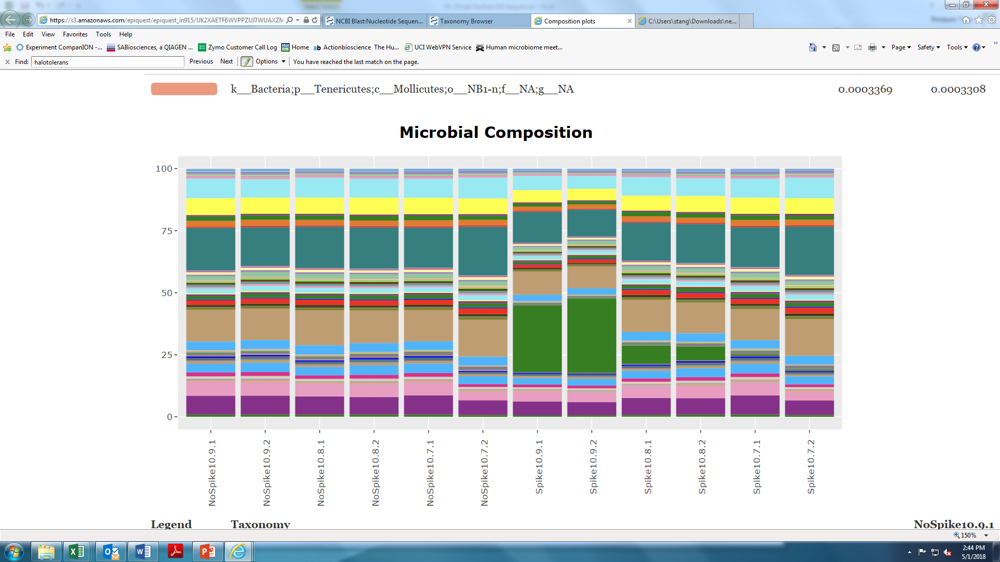 https://s3.amazonaws.com/epiquest/epiquest_in915/UK2XAETF6WVPPZUJ7WUAXZN
NCBI Blast:Nucleotide Sequen...
Taxonomy Browser
Composition plots
C:\Users\stang\Downloads\ne...
File Edit View Favorites Tools Help
Experiment CompanION -... SABiosciences, a QIAGEN ... Zymo Customer Call Log Home Actionbioscience The Hu... UCI WebVPN Service Human microbiome meet... Page Safety Tools
Find: halotolerans Previous Next Options You have reached the last match on the page.
k__Bacteria;p__Tenericutes;c__Mollicutes;o__NB1-n;f__NA;g__NA 0.0003369 0.0003308
Microbial Composition
100
75
50
25
0
NoSpike10.9.1
NoSpike10.9.2
NoSpike10.8.1
NoSpike10.8.2
NoSpike10.7.1
NoSpike10.7.2
Spike10.9.1
Spike10.9.2
Spike10.8.1
Spike10.8.2
Spike10.7.1
Spike10.7.2
Legend Taxonomy NoSpike10.9.1
150%
2:44 PM
5/1/2018